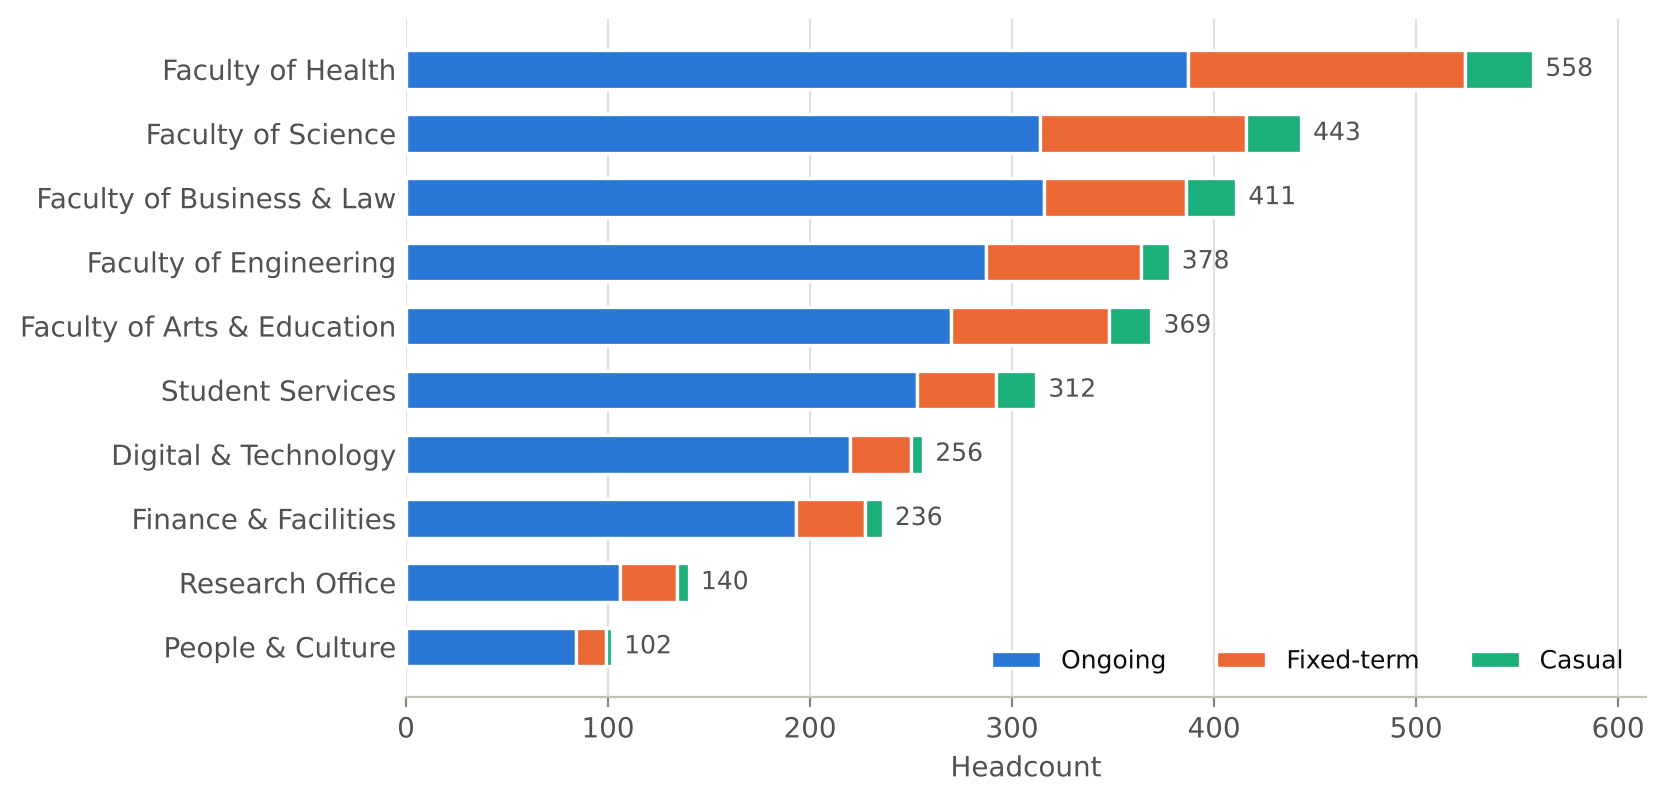 Faculty of Health 558
Faculty of Science 443
Faculty of Business & Law 411
Faculty of Engineering 378
Faculty of Arts & Education 369
Student Services 312
Digital & Technology 256
Finance & Facilities 236
Research Office 140
People & Culture 102
Ongoing Fixed-term Casual
0 100 200 300 400 500 600
Headcount